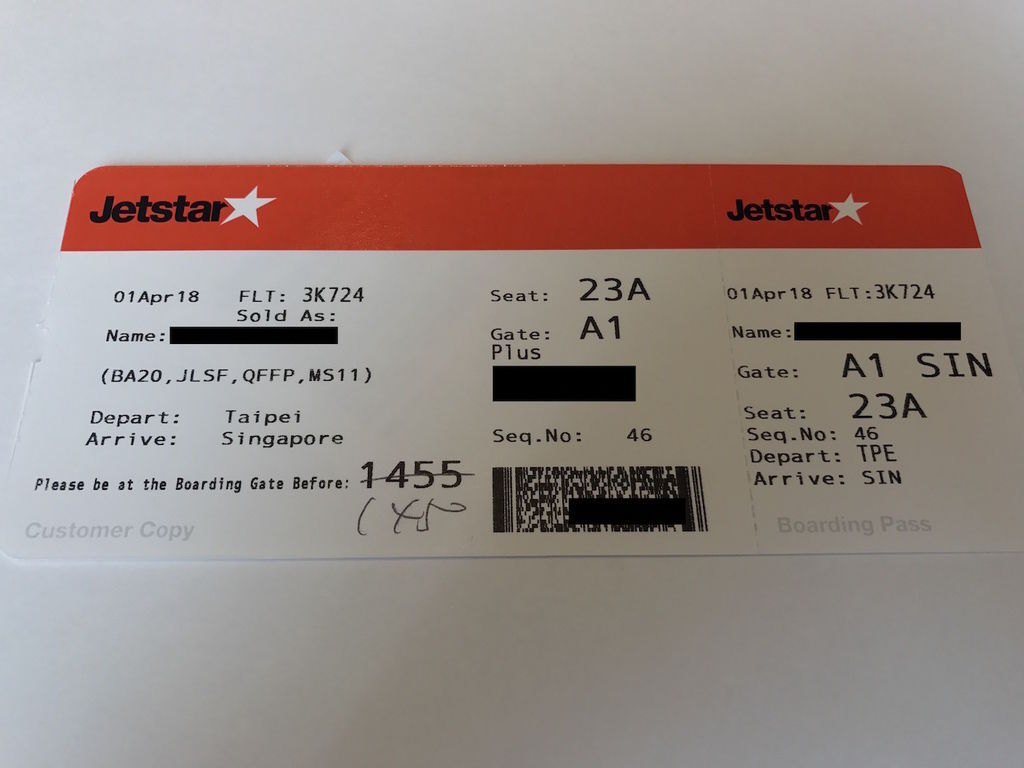 Jetstar
01Apr18 FLT: 3K724
Sold As:
Name:
(BA20,JLSF,QFFP,MS11)
Depart: Taipei
Arrive: Singapore
Please be at the Boarding Gate Before: 1455
Customer Copy
Seat: 23A
Gate: A1
Plus
Seq.No: 46
Jetstar
01Apr18 FLT:3K724
Name:
Gate: A1 SIN
Seat: 23A
Seq.No: 46
Depart: TPE
Arrive: SIN
Boarding Pass